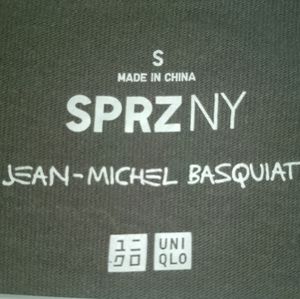 S
MADE IN CHINA
SPRZ NY
JEAN-MICHEL BASQUIAT
ユニ UNI
クロ QLO